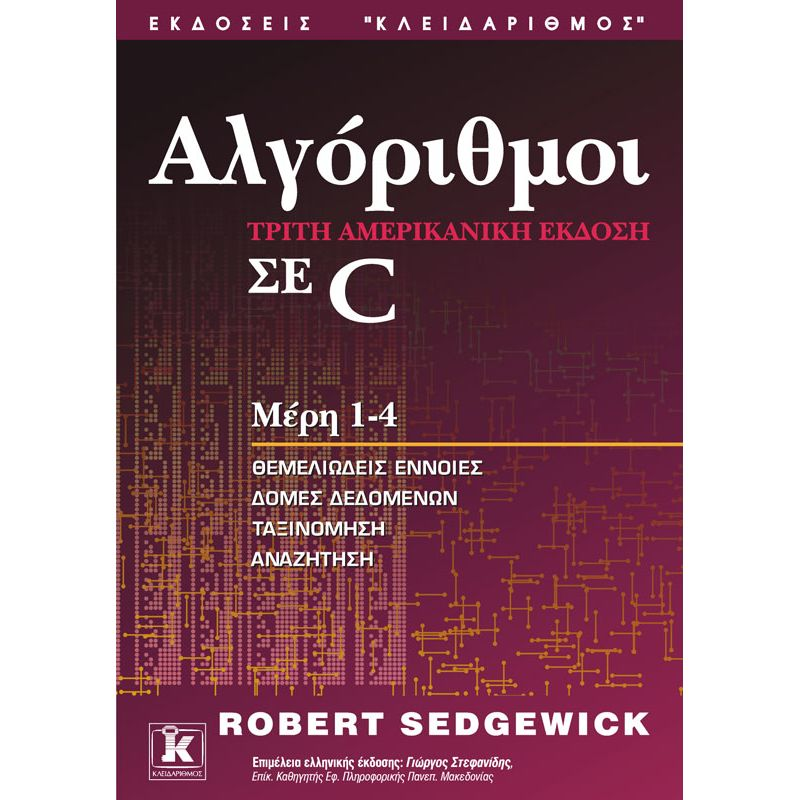 ΕΚΔΟΣΕΙΣ "ΚΛΕΙΔΑΡΙΘΜΟΣ"
Αλγόριθμοι
ΤΡΙΤΗ ΑΜΕΡΙΚΑΝΙΚΗ ΕΚΔΟΣΗ
ΣΕ C
Μέρη 1-4
ΘΕΜΕΛΙΩΔΕΙΣ ΕΝΝΟΙΕΣ
ΔΟΜΕΣ ΔΕΔΟΜΕΝΩΝ
ΤΑΞΙΝΟΜΗΣΗ
ΑΝΑΖΗΤΗΣΗ
ROBERT SEDGEWICK
Επιμέλεια ελληνικής έκδοσης: Γιώργος Στεφανίδης,
Επίκ. Καθηγητής Εφ. Πληροφορικής Πανεπ. Μακεδονίας
K
ΚΛΕΙΔΑΡΙΘΜΟΣ